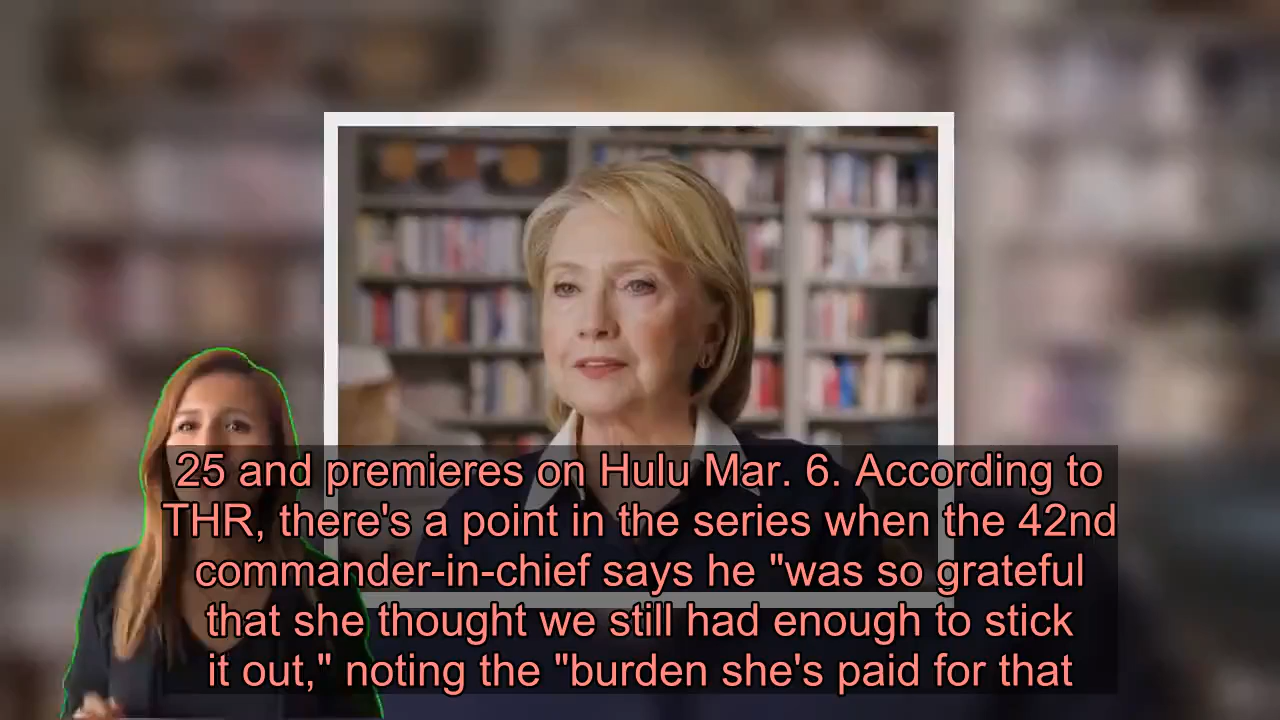 25 and premieres on Hulu Mar. 6. According to
THR, there's a point in the series when the 42nd
commander-in-chief says he "was so grateful
that she thought we still had enough to stick
it out," noting the "burden she's paid for that